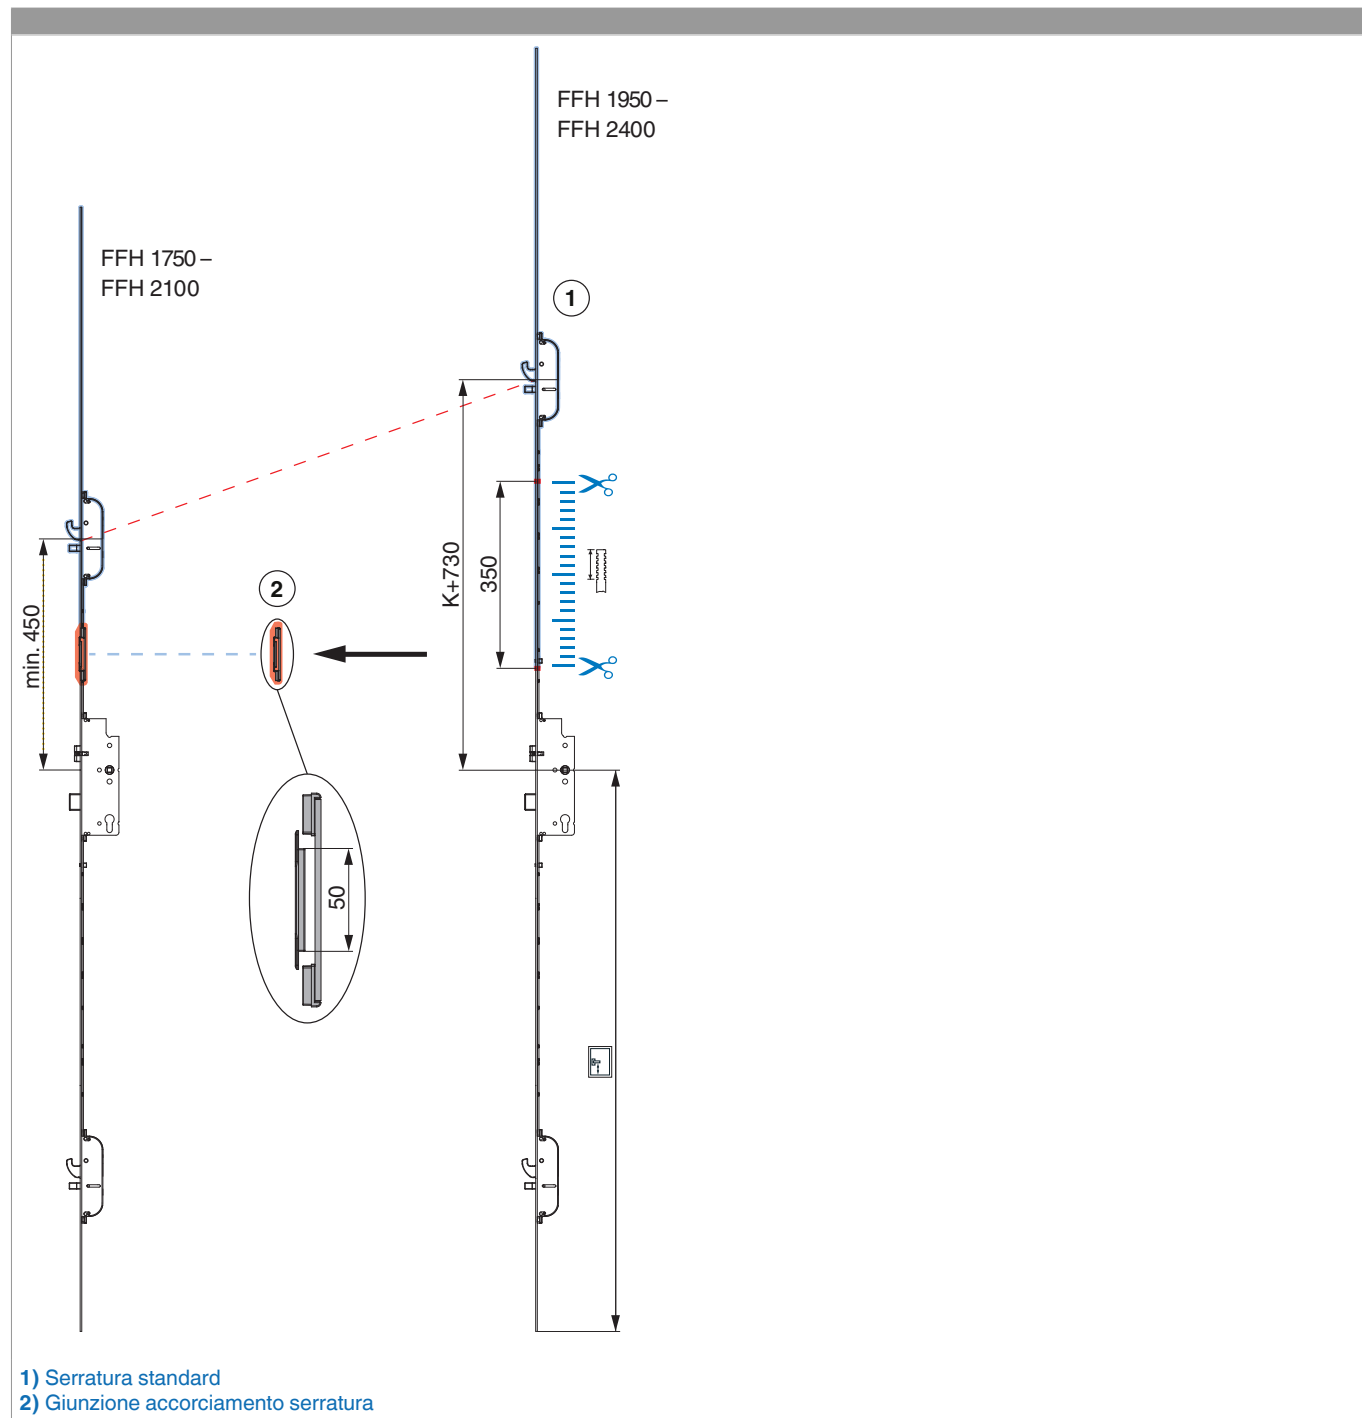 FFH 1950 –
FFH 2400
FFH 1750 –
FFH 2100
1
K+730
350
2
min. 450
50
1) Serratura standard
2) Giunzione accorciamento serratura